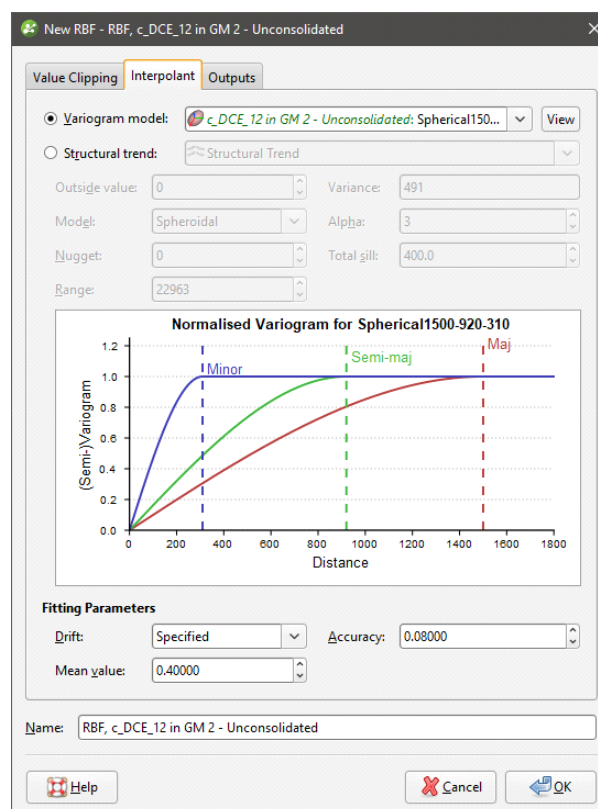 New RBF - RBF, c_DCE_12 in GM 2 - Unconsolidated
Value Clipping Interpolant Outputs
Variogram model: c_DCE_12 in GM 2 - Unconsolidated: Spherical150... View
Structural trend: Structural Trend
Outside value: 0 Variance: 491
Model: Spheroidal Alpha: 3
Nugget: 0 Total sill: 400.0
Range: 22963
Normalised Variogram for Spherical1500-920-310
Minor Semi-maj Maj
(Semi-)Variogram
1.2
1.0
0.8
0.6
0.4
0.2
0.0
0 200 400 600 800 1000 1200 1400 1600 1800
Distance
Fitting Parameters
Drift: Specified Accuracy: 0.08000
Mean value: 0.40000
Name: RBF, c_DCE_12 in GM 2 - Unconsolidated
Help Cancel OK